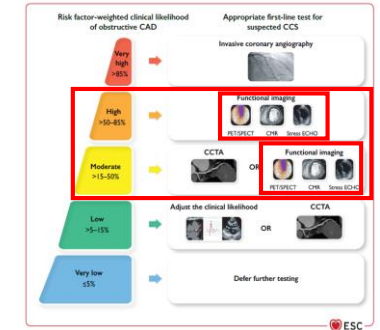 Risk factor-weighted clinical likelihood
of obstructive CAD
Appropriate first-line test for
suspected CCS
Very
high
>85%
Invasive coronary angiography
High
>50–85%
Functional imaging
PET/SPECT CMR Stress ECHO
Moderate
>15–50%
CCTA
OR
Functional imaging
PET/SPECT CMR Stress ECHO
Low
>5–15%
Adjust the clinical likelihood
OR
CCTA
Very low
≤5%
Defer further testing
ESC